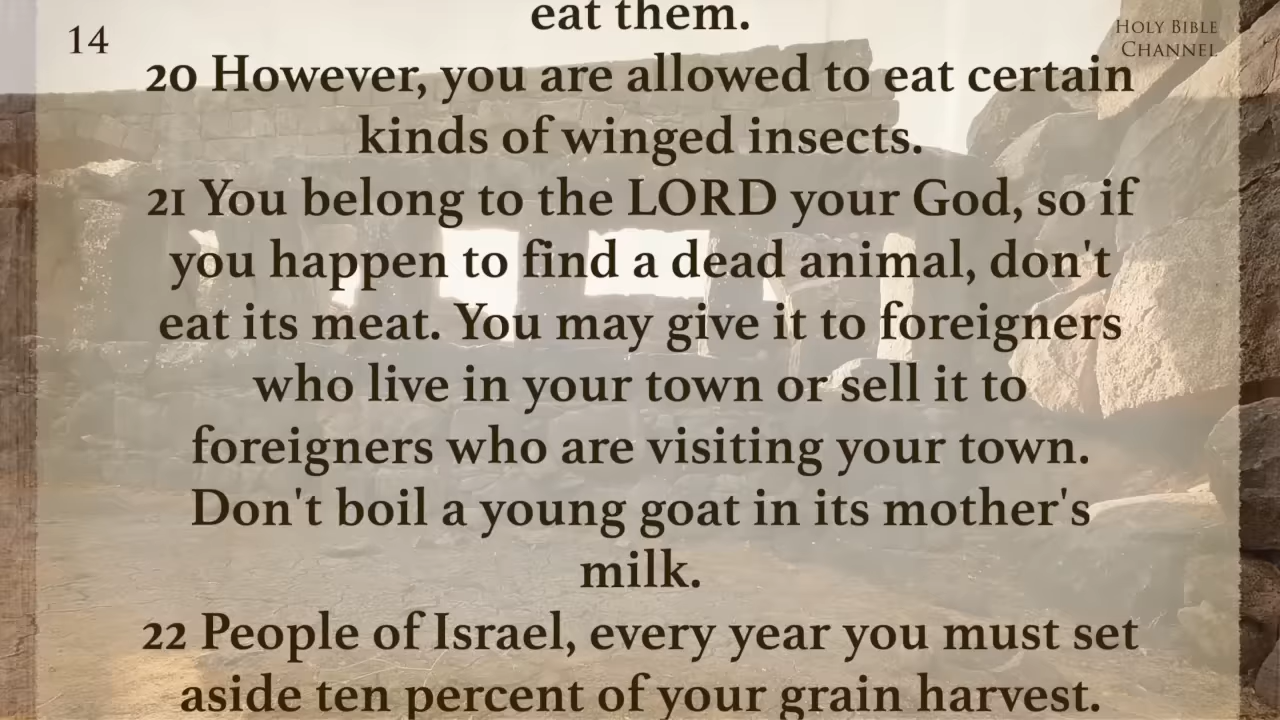 eat them.
14
HOLY BIBLE
CHANNEL
20 However, you are allowed to eat certain
kinds of winged insects.
21 You belong to the LORD your God, so if
you happen to find a dead animal, don't
eat its meat. You may give it to foreigners
who live in your town or sell it to
foreigners who are visiting your town.
Don't boil a young goat in its mother's
milk.
22 People of Israel, every year you must set
aside ten percent of your grain harvest.